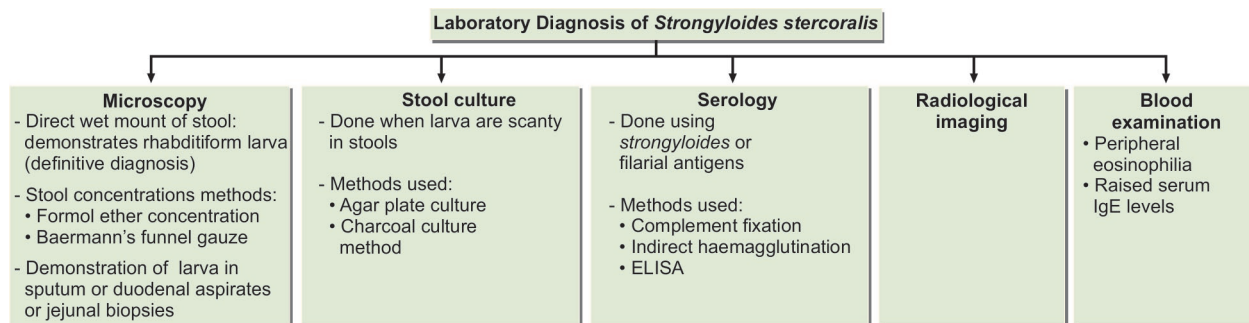 Laboratory Diagnosis of Strongyloides stercoralis
Microscopy
- Direct wet mount of stool:
demonstrates rhabditiform larva
(definitive diagnosis)
- Stool concentrations methods:
• Formol ether concentration
• Baermann's funnel gauze
- Demonstration of larva in
sputum or duodenal aspirates
or jejunal biopsies
Stool culture
- Done when larva are scanty
in stools
- Methods used:
• Agar plate culture
• Charcoal culture
method
Serology
- Done using
strongyloides or
filarial antigens
- Methods used:
• Complement fixation
• Indirect haemagglutination
• ELISA
Radiological
imaging
Blood
examination
• Peripheral
eosinophilia
• Raised serum
IgE levels